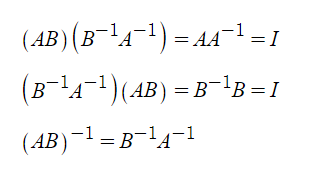 (AB)(B⁻¹A⁻¹) = AA⁻¹ = I
(B⁻¹A⁻¹)(AB) = B⁻¹B = I
(AB)⁻¹ = B⁻¹A⁻¹